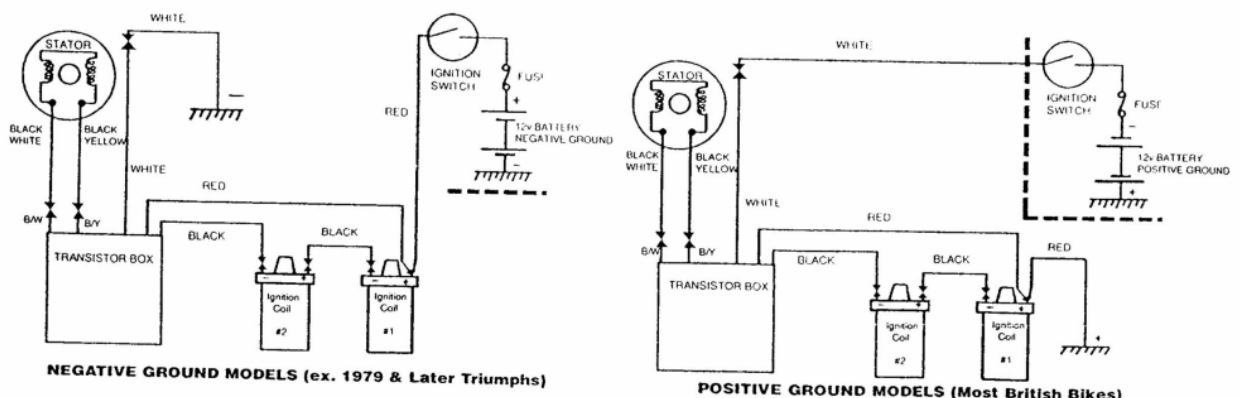 WHITE
STATOR
BLACK
WHITE
BLACK
YELLOW
WHITE
RED
IGNITION
SWITCH
FUSE
+
12v BATTERY
NEGATIVE GROUND
−
−
RED
B/W
B/Y
BLACK
BLACK
TRANSISTOR BOX
− +
Ignition
Coil
#2
− +
Ignition
Coil
#1
NEGATIVE GROUND MODELS (ex. 1979 & Later Triumphs)
WHITE
STATOR
BLACK
WHITE
BLACK
YELLOW
WHITE
IGNITION
SWITCH
FUSE
−
12v BATTERY
POSITIVE GROUND
+
RED
RED
B/W
B/Y
BLACK
BLACK
TRANSISTOR BOX
− +
Ignition
Coil
#2
− +
Ignition
Coil
#1
+
POSITIVE GROUND MODELS (Most British Bikes)